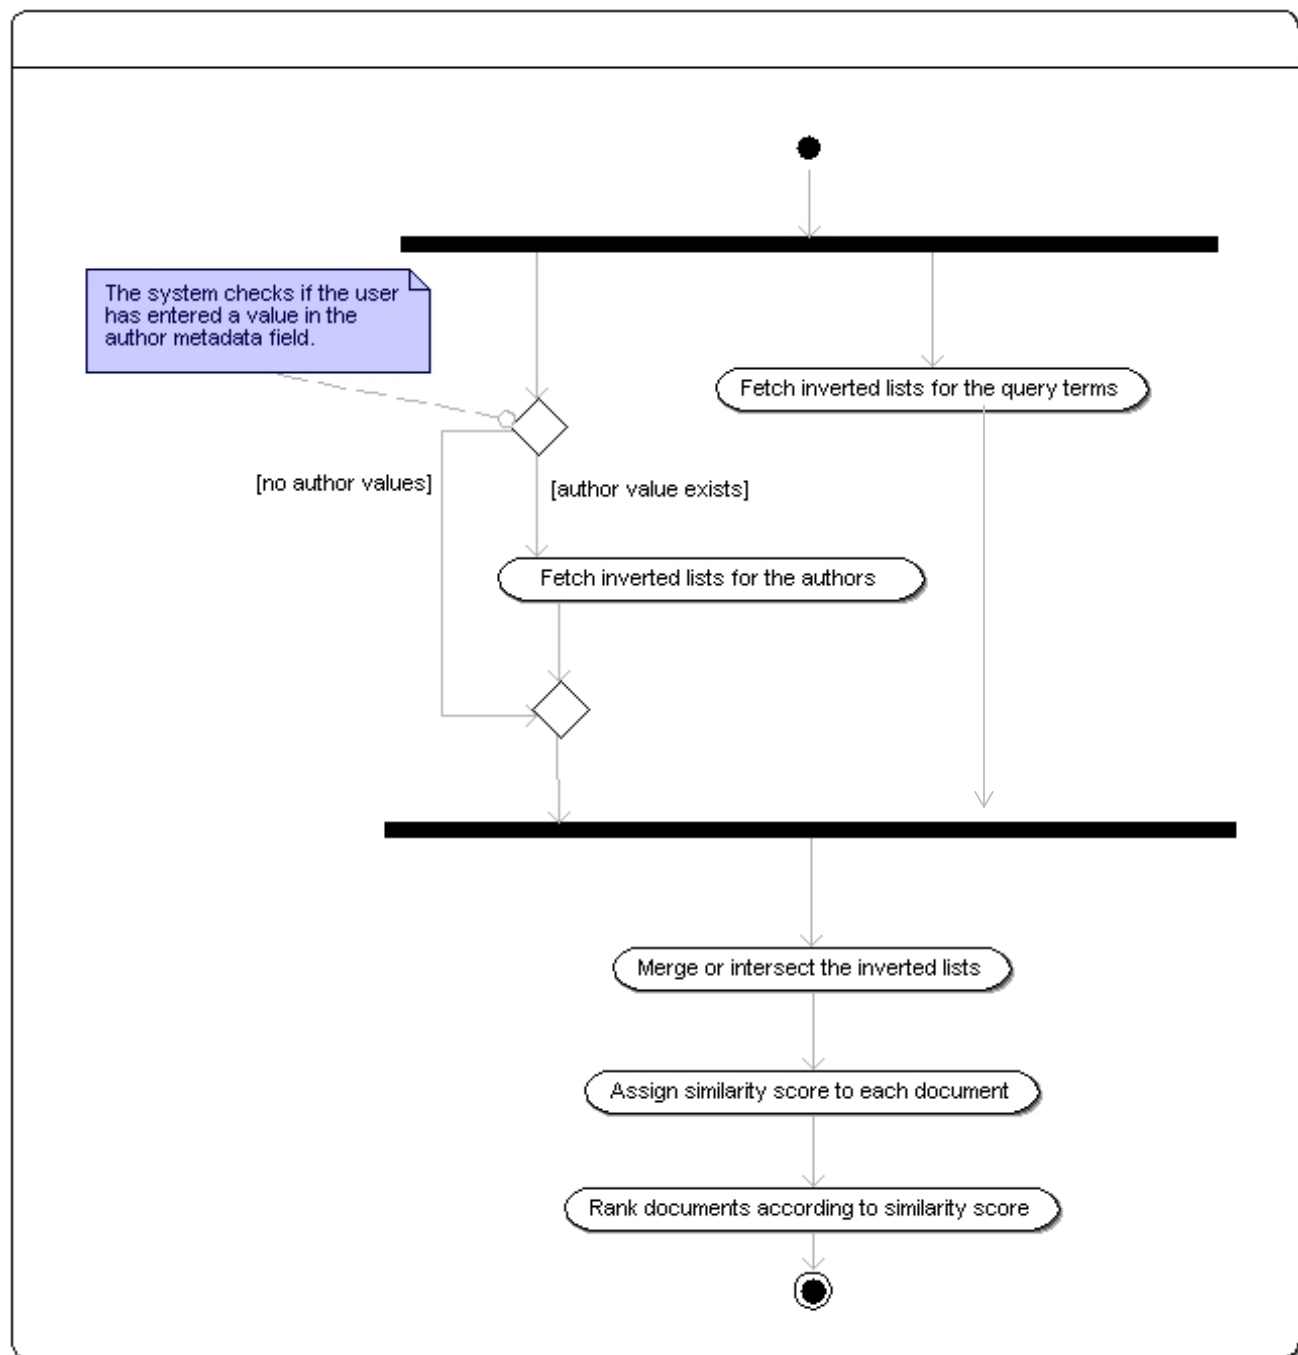 The system checks if the user
has entered a value in the
author metadata field.
Fetch inverted lists for the query terms
[no author values]
[author value exists]
Fetch inverted lists for the authors
Merge or intersect the inverted lists
Assign similarity score to each document
Rank documents according to similarity score